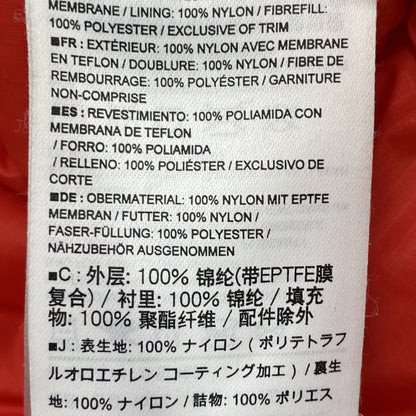 MEMBRANE / LINING: 100% NYLON / FIBREFILL:
100% POLYESTER / EXCLUSIVE OF TRIM
■FR : EXTÉRIEUR: 100% NYLON AVEC MEMBRANE
EN TEFLON / DOUBLURE: 100% NYLON / FIBRE DE
REMBOURRAGE: 100% POLYÉSTER / GARNITURE
NON-COMPRISE
■ES : REVESTIMIENTO: 100% POLIAMIDA CON
MEMBRANA DE TEFLON
/ FORRO: 100% POLIAMIDA
/ RELLENO: 100% POLIÉSTER / EXCLUSIVO DE
CORTE
■DE : OBERMATERIAL: 100% NYLON MIT EPTFE
MEMBRAN / FUTTER: 100% NYLON /
FASER-FÜLLUNG: 100% POLYESTER /
NÄHZUBEHÖR AUSGENOMMEN
■C : 外层: 100% 锦纶(带EPTFE膜
复合) / 衬里: 100% 锦纶 / 填充
物: 100% 聚酯纤维 / 配件除外
■J : 表生地: 100% ナイロン ( ポリテトラフ
ルオロエチレン コーティング加工 ) / 裏生
地: 100% ナイロン / 詰物: 100% ポリエス